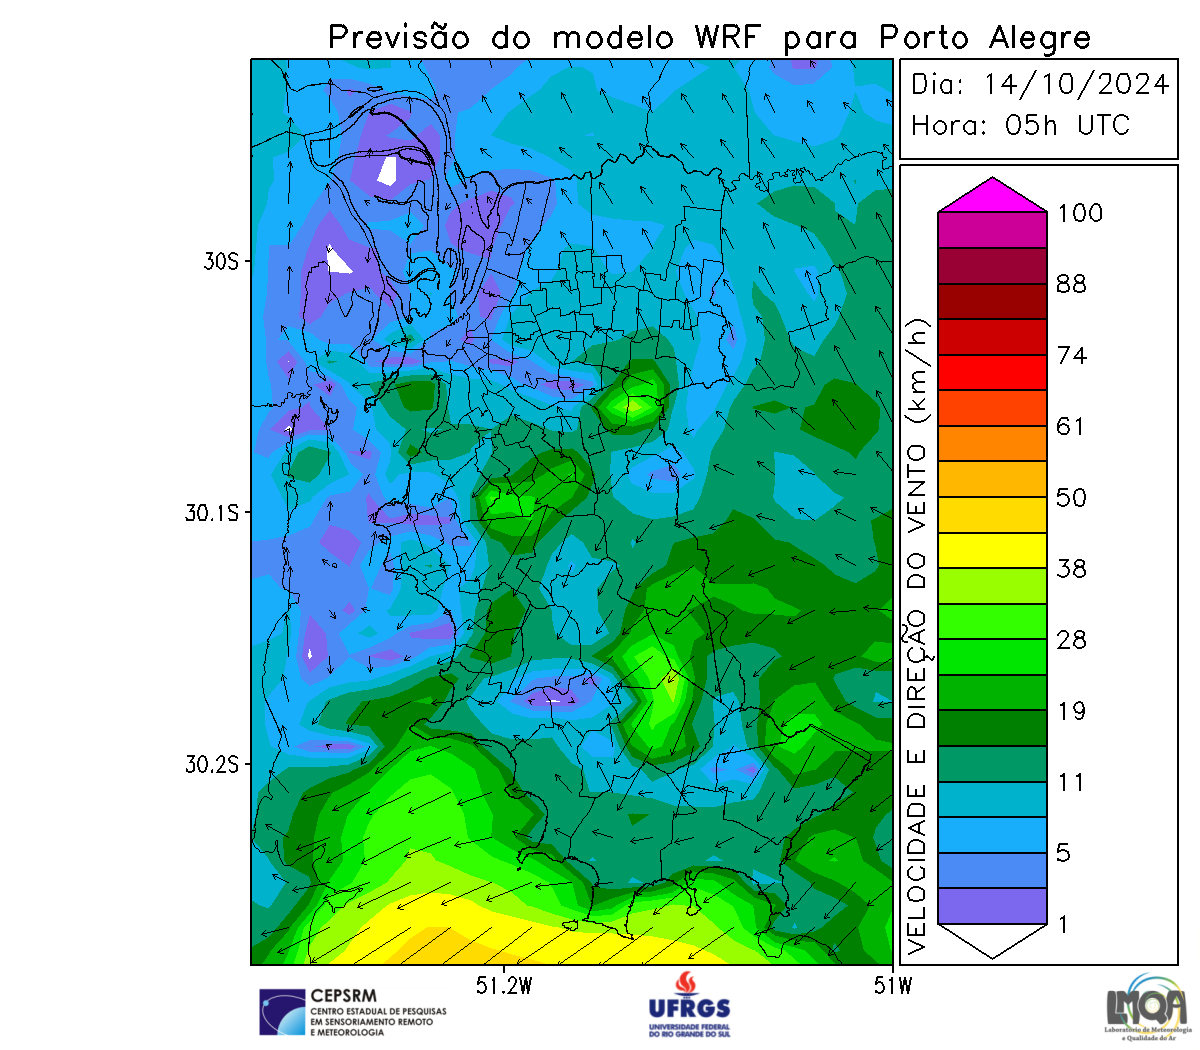 Previsão do modelo WRF para Porto Alegre
Dia: 14/10/2024
Hora: 05h UTC
30S
30.1S
30.2S
51.2W
51W
VELOCIDADE E DIREÇÃO DO VENTO (km/h)
100
88
74
61
50
38
28
19
11
5
1
CEPSRM
CENTRO ESTADUAL DE PESQUISAS
EM SENSORIAMENTO REMOTO
E METEOROLOGIA
UFRGS
UNIVERSIDADE FEDERAL
DO RIO GRANDE DO SUL
LMQA
Laboratório de Meteorologia
e Qualidade do Ar